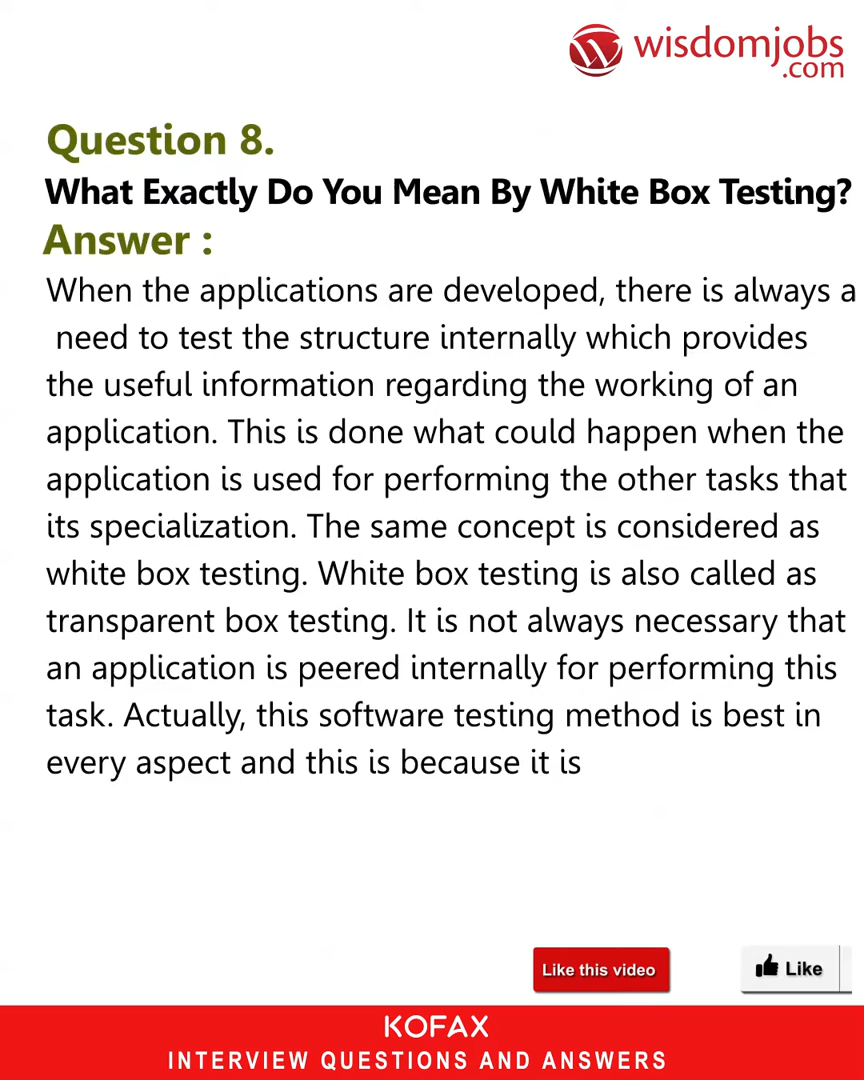 wisdomjobs
.com
Question 8.
What Exactly Do You Mean By White Box Testing?
Answer :
When the applications are developed, there is always a
need to test the structure internally which provides
the useful information regarding the working of an
application. This is done what could happen when the
application is used for performing the other tasks that
its specialization. The same concept is considered as
white box testing. White box testing is also called as
transparent box testing. It is not always necessary that
an application is peered internally for performing this
task. Actually, this software testing method is best in
every aspect and this is because it is
Like this video
Like
KOFAX
INTERVIEW QUESTIONS AND ANSWERS